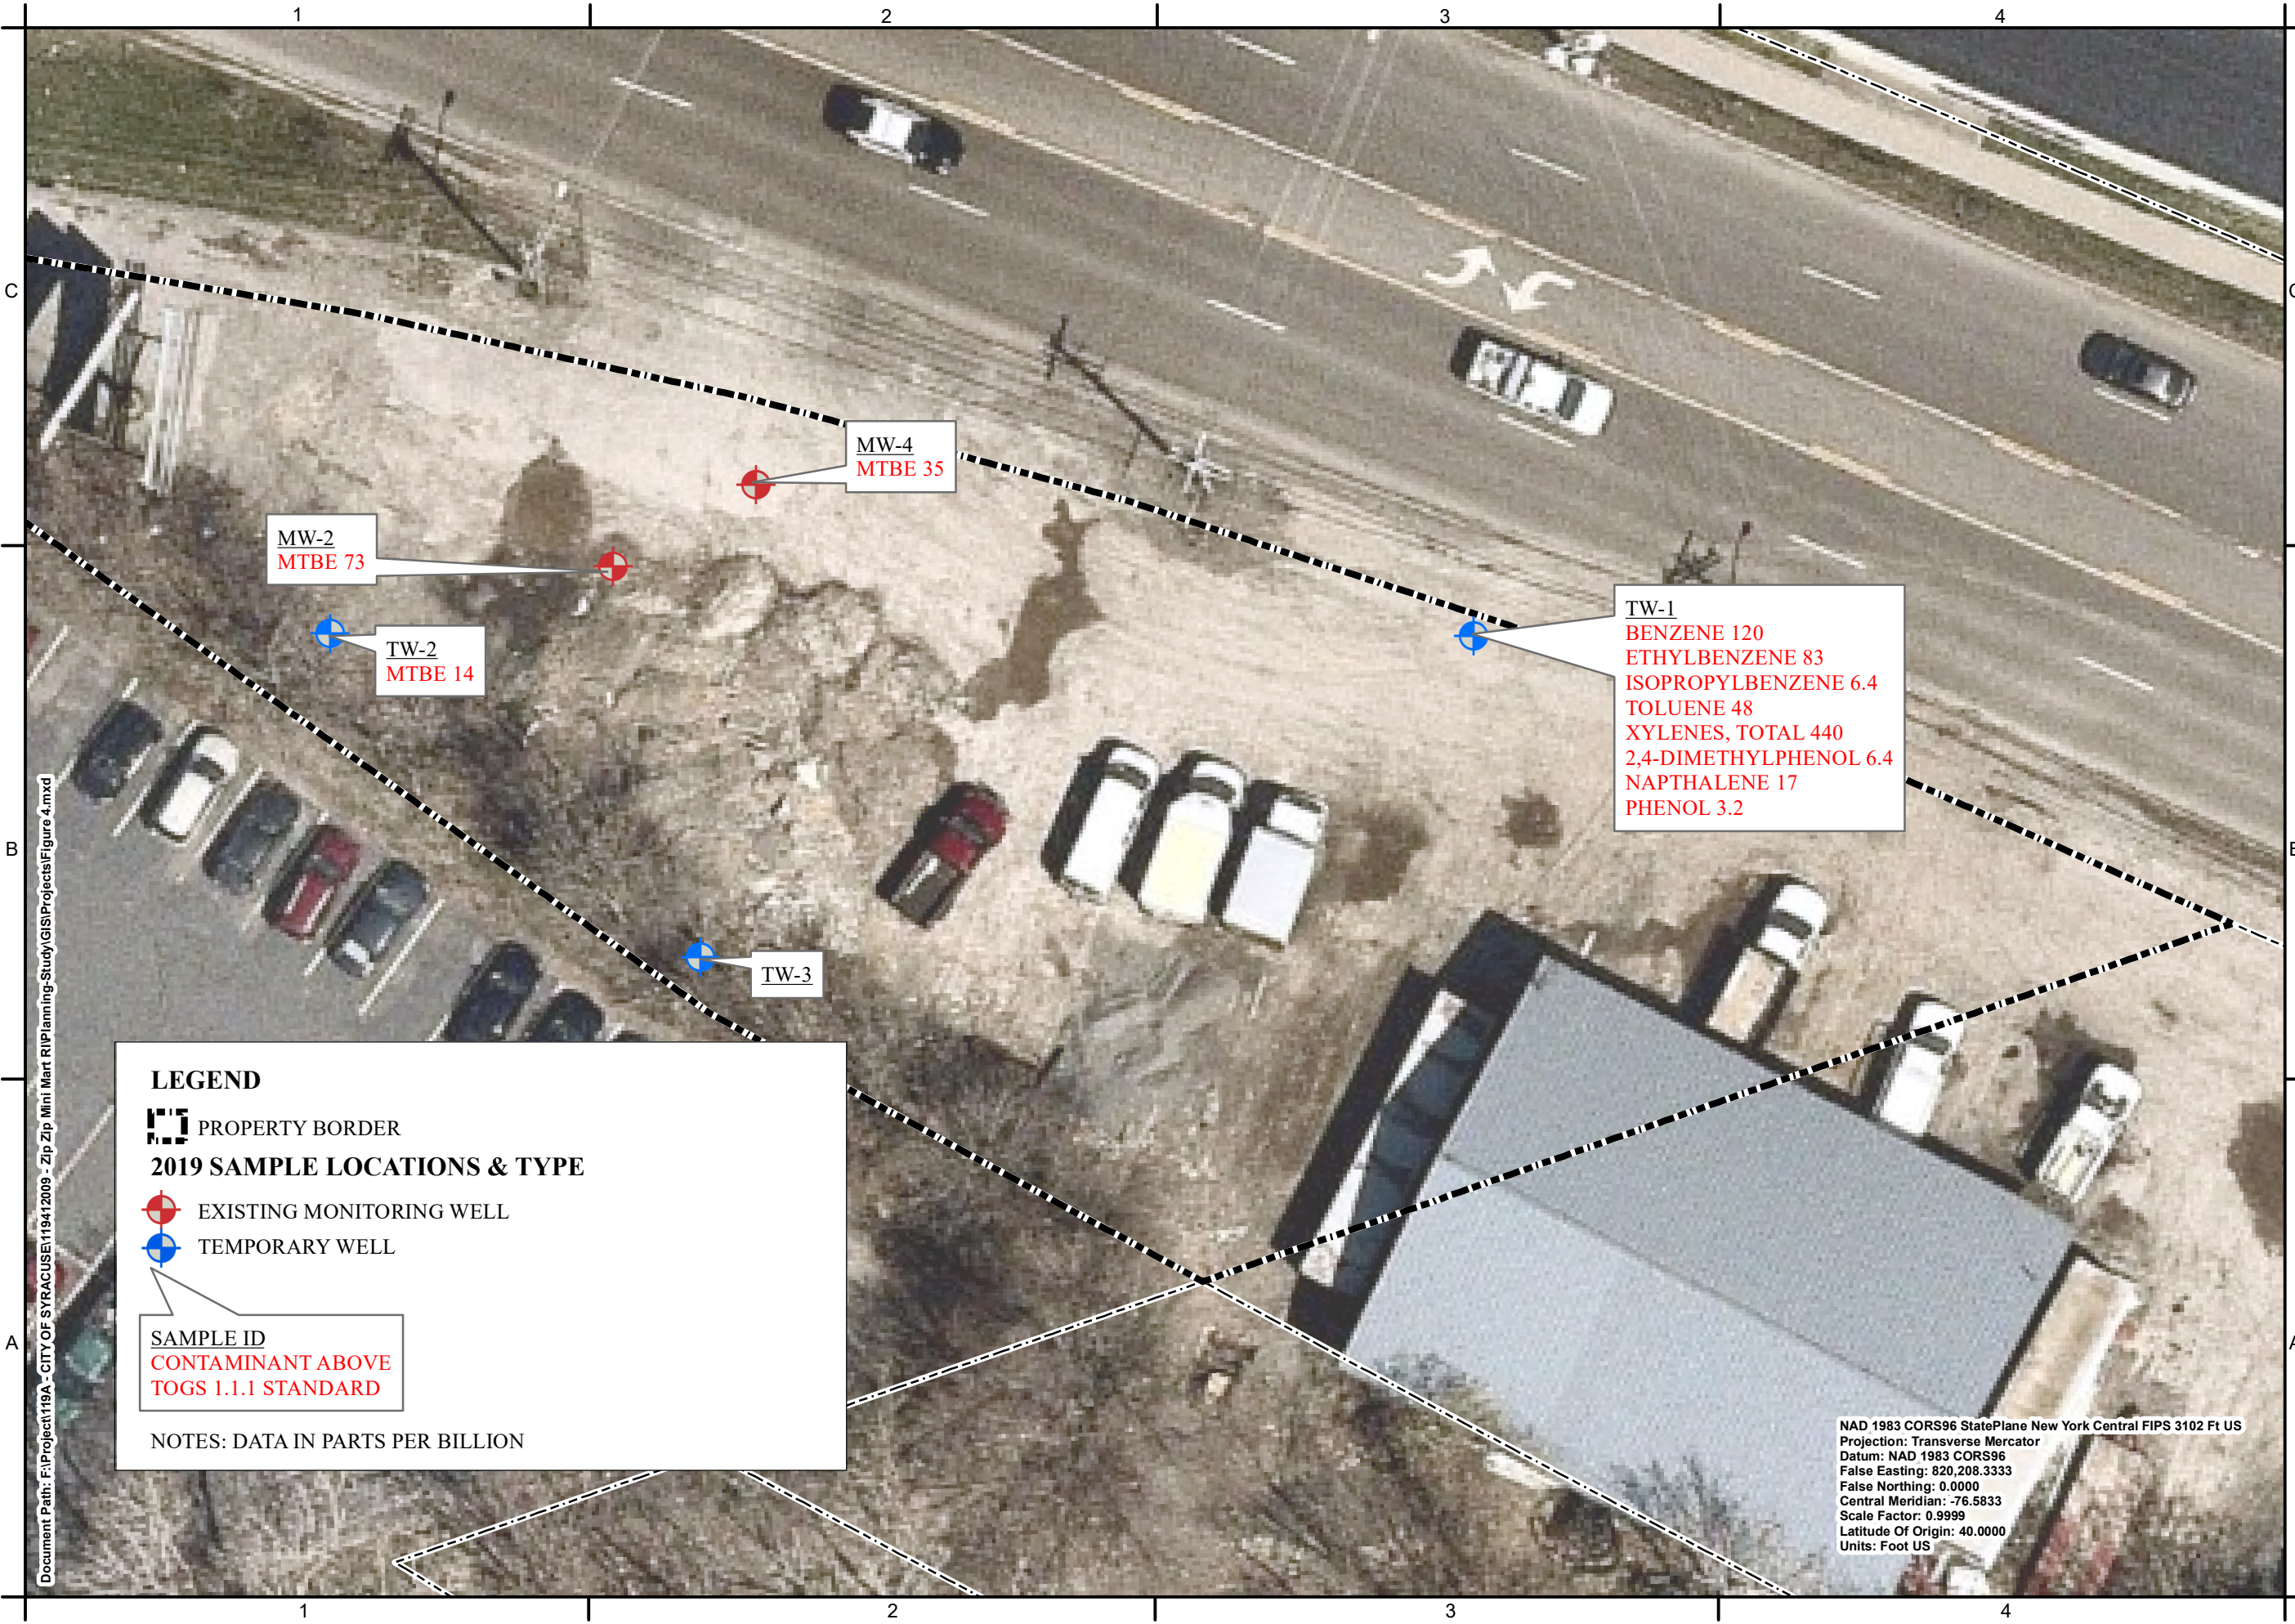 1
2
3
4
C
MW-4
MTBE 35
MW-2
MTBE 73
TW-2
MTBE 14
TW-1
BENZENE 120
ETHYLBENZENE 83
ISOPROPYLBENZENE 6.4
TOLUENE 48
XYLENES, TOTAL 440
2,4-DIMETHYLPHENOL 6.4
NAPTHALENE 17
PHENOL 3.2
B
TW-3
LEGEND
PROPERTY BORDER
2019 SAMPLE LOCATIONS & TYPE
EXISTING MONITORING WELL
TEMPORARY WELL
SAMPLE ID
CONTAMINANT ABOVE
TOGS 1.1.1 STANDARD
NOTES: DATA IN PARTS PER BILLION
A
Document Path: F:\Project\119A - CITY OF SYRACUSE\119412009 - Zip Zip Mini Mart RI\Planning-Study\GIS\Projects\Figure 4.mxd
NAD 1983 CORS96 StatePlane New York Central FIPS 3102 Ft US
Projection: Transverse Mercator
Datum: NAD 1983 CORS96
False Easting: 820,208.3333
False Northing: 0.0000
Central Meridian: -76.5833
Scale Factor: 0.9999
Latitude Of Origin: 40.0000
Units: Foot US
1
2
3
4